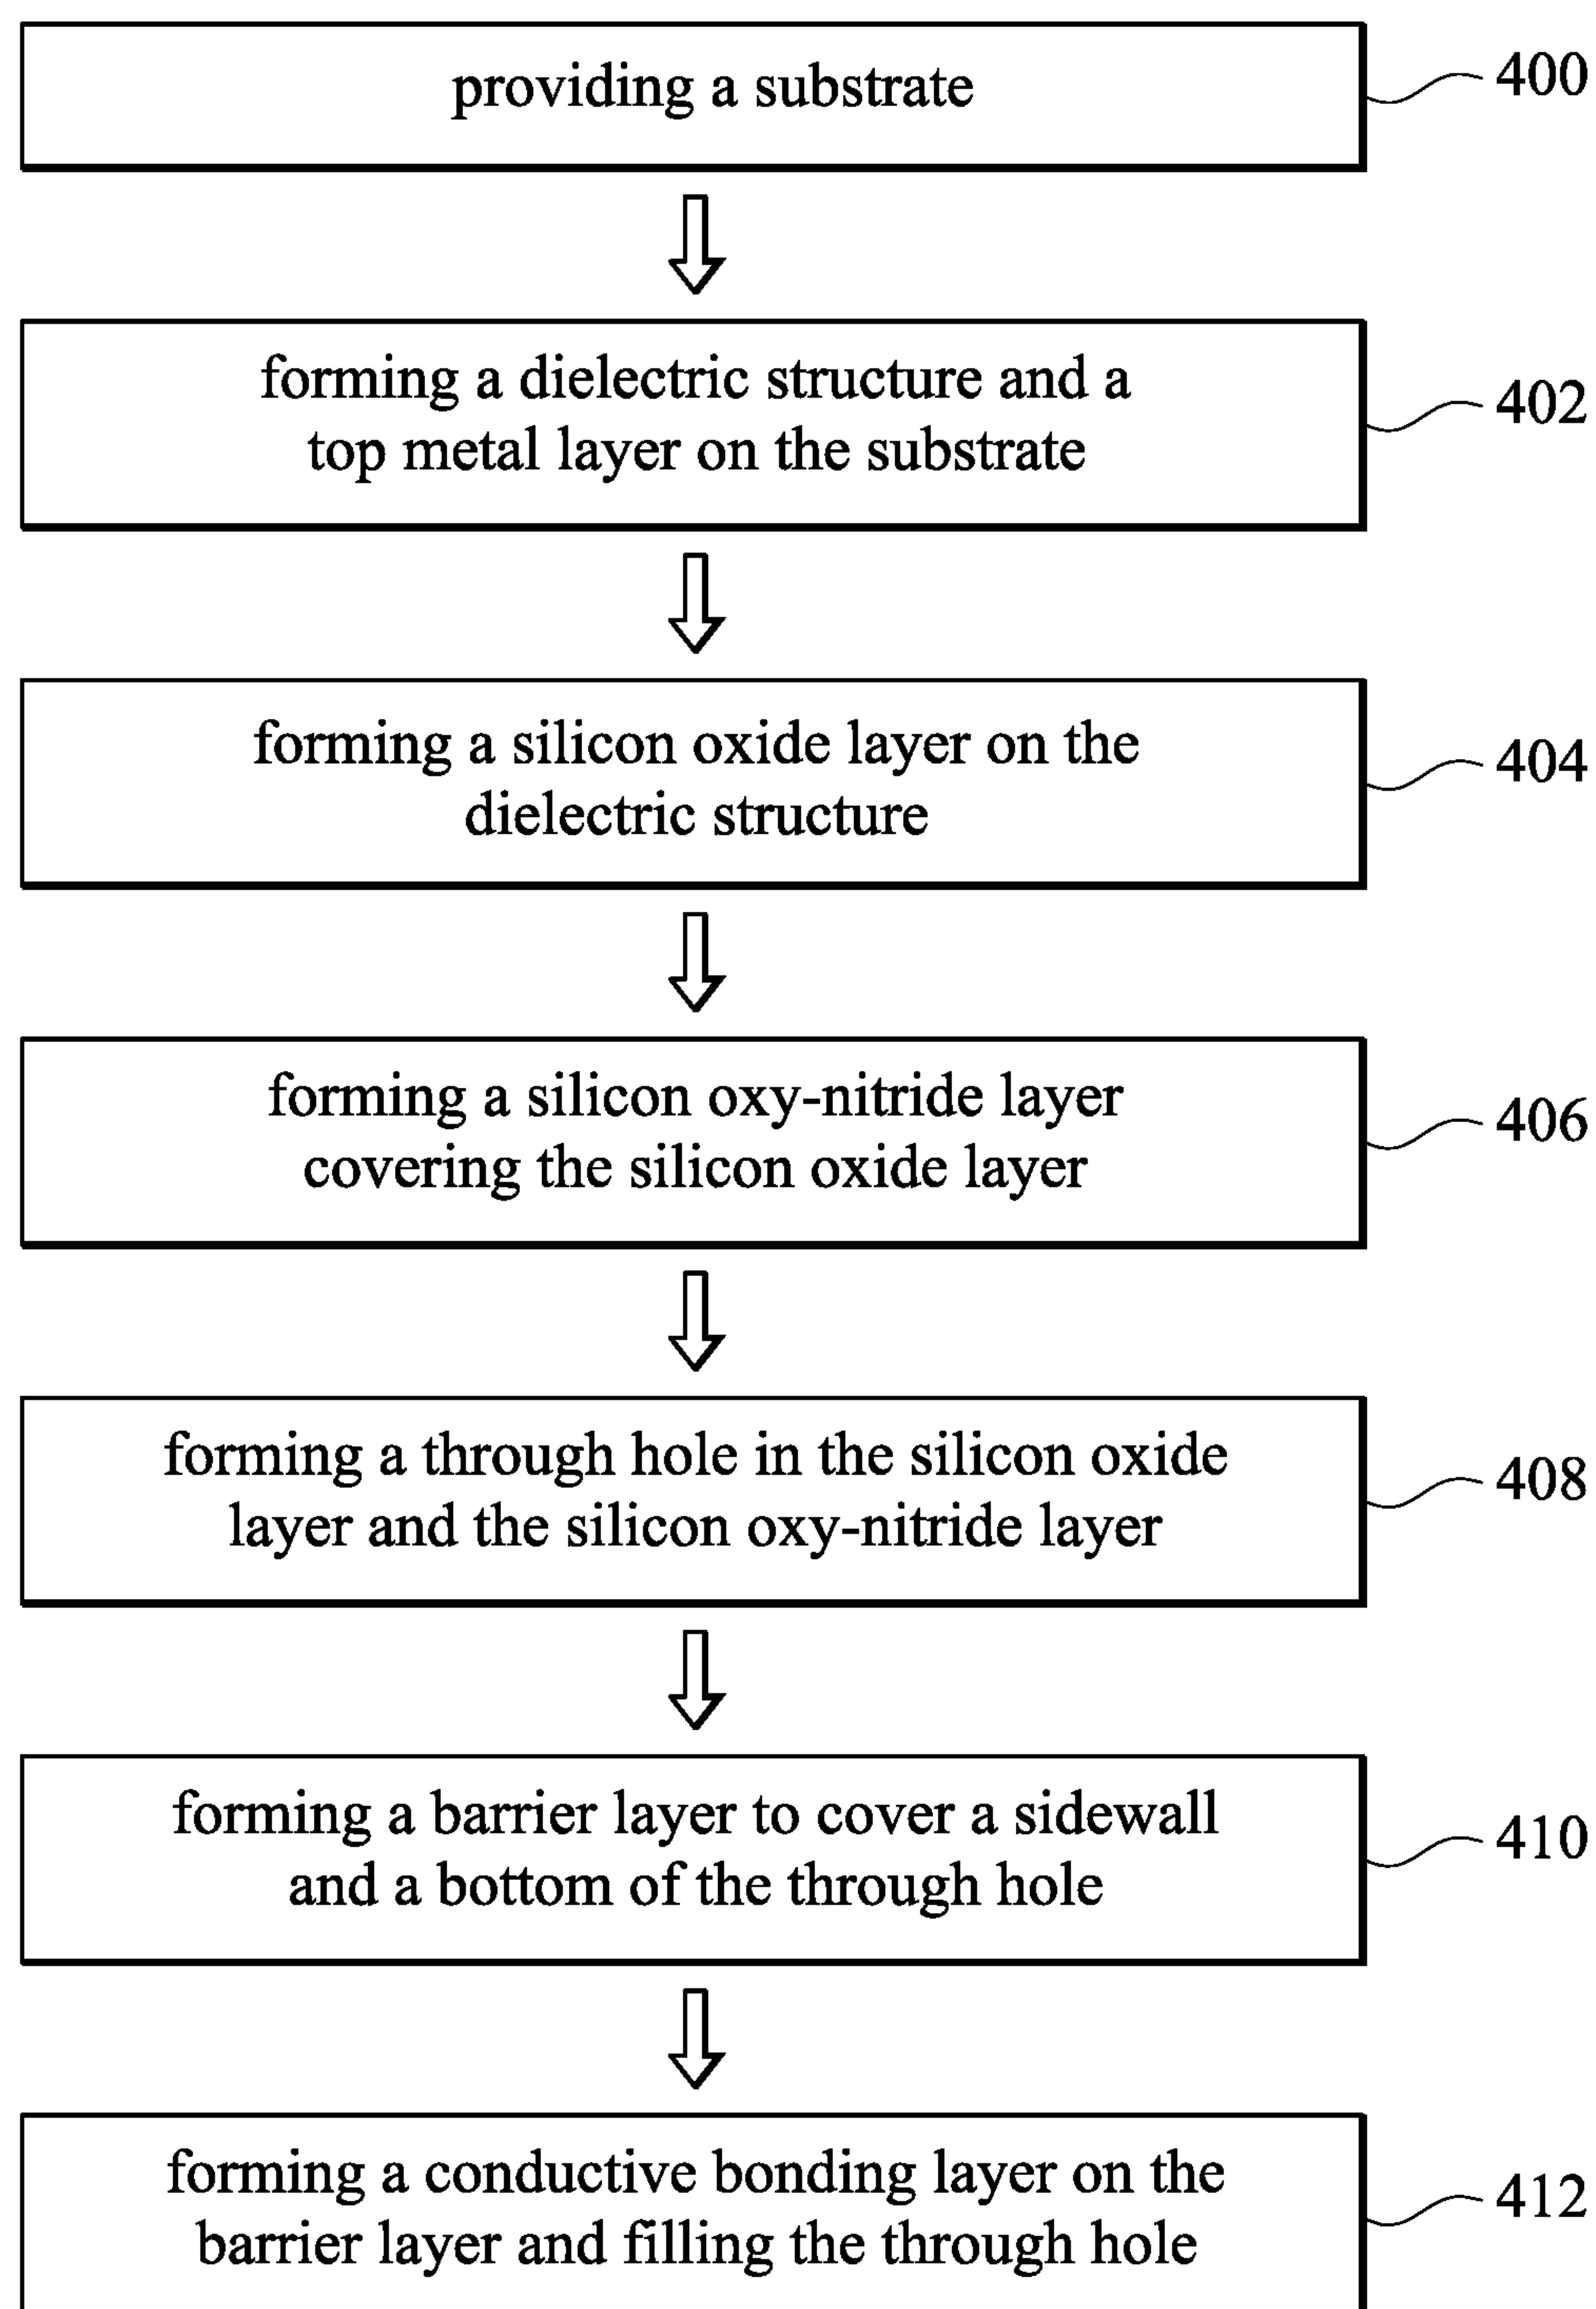 providing a substrate
400
forming a dielectric structure and a
top metal layer on the substrate
402
forming a silicon oxide layer on the
dielectric structure
404
forming a silicon oxy-nitride layer
covering the silicon oxide layer
406
forming a through hole in the silicon oxide
layer and the silicon oxy-nitride layer
408
forming a barrier layer to cover a sidewall
and a bottom of the through hole
410
forming a conductive bonding layer on the
barrier layer and filling the through hole
412